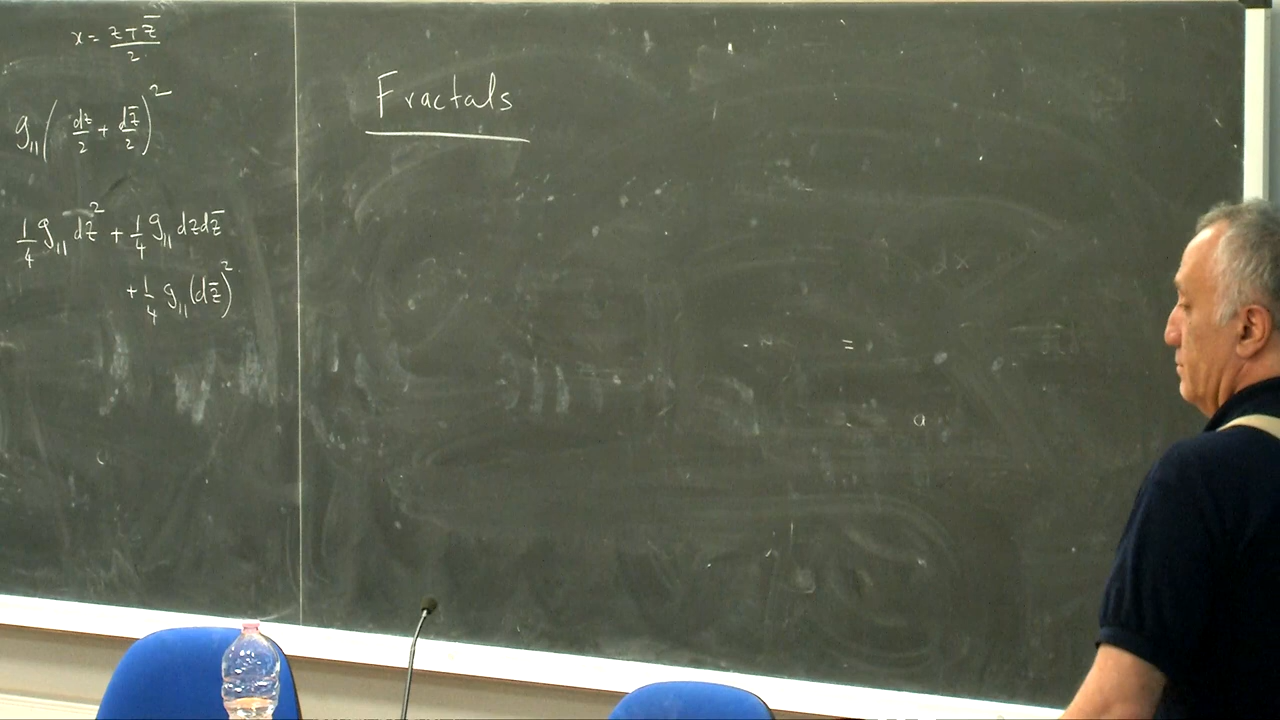 x = z + z̄ / 2
g₁₁ ( dz/2 + dz̄/2 )²
1/4 g₁₁ dz² + 1/4 g₁₁ dz dz̄
+ 1/4 g₁₁ (dz̄)²
Fractals
dx
=
a